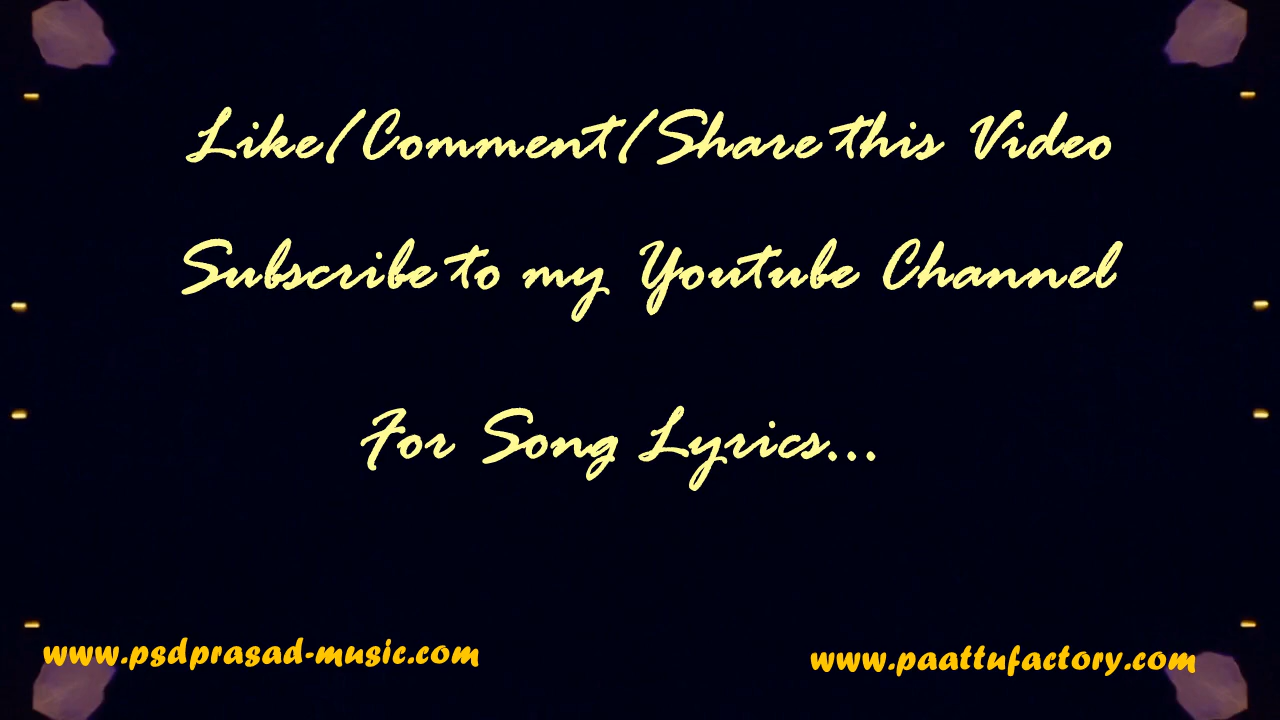 Like/Comment/Share this Video
Subscribe to my Youtube Channel
For Song Lyrics...
www.psdprasad-music.com
www.paattufactory.com